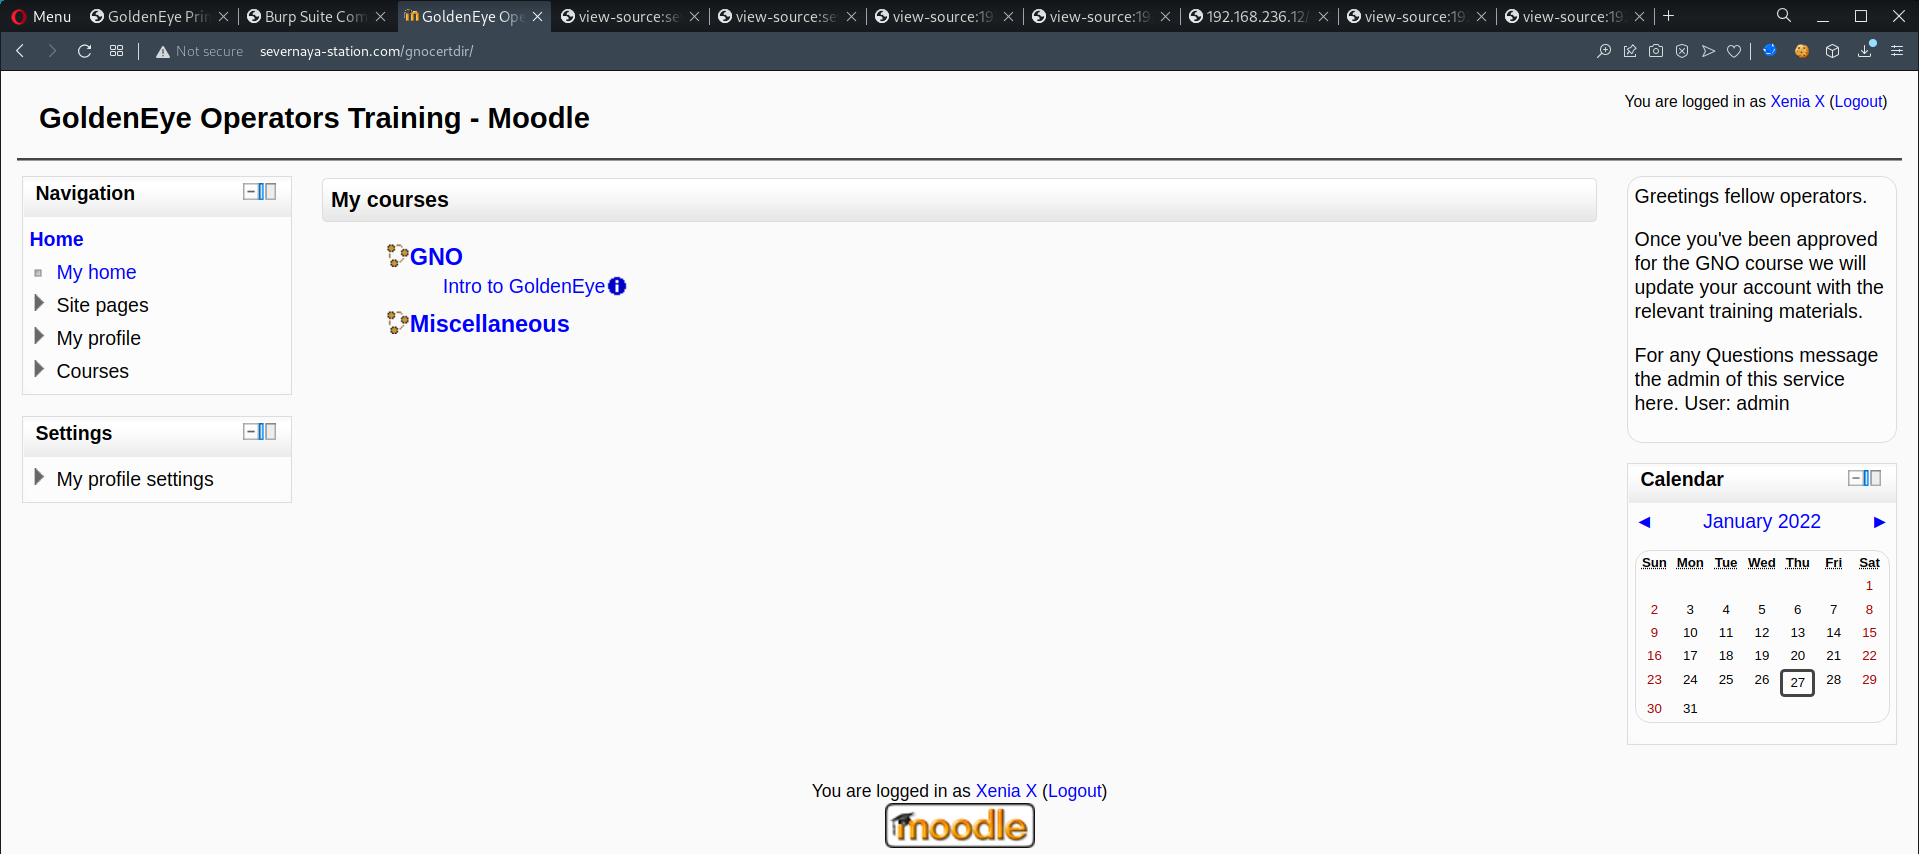 Menu
GoldenEye Prin
Burp Suite Com
GoldenEye Ope
view-source:se
view-source:se
view-source:19
view-source:19
192.168.236.12/
view-source:19
view-source:19
Not secure severnaya-station.com/gnocertdir/
GoldenEye Operators Training - Moodle
You are logged in as Xenia X (Logout)
Navigation
Home
My home
Site pages
My profile
Courses
Settings
My profile settings
My courses
GNO
Intro to GoldenEye
Miscellaneous
Greetings fellow operators.
Once you've been approved
for the GNO course we will
update your account with the
relevant training materials.
For any Questions message
the admin of this service
here. User: admin
Calendar
◄ January 2022 ►
Sun Mon Tue Wed Thu Fri Sat
1
2 3 4 5 6 7 8
9 10 11 12 13 14 15
16 17 18 19 20 21 22
23 24 25 26 27 28 29
30 31
You are logged in as Xenia X (Logout)
moodle